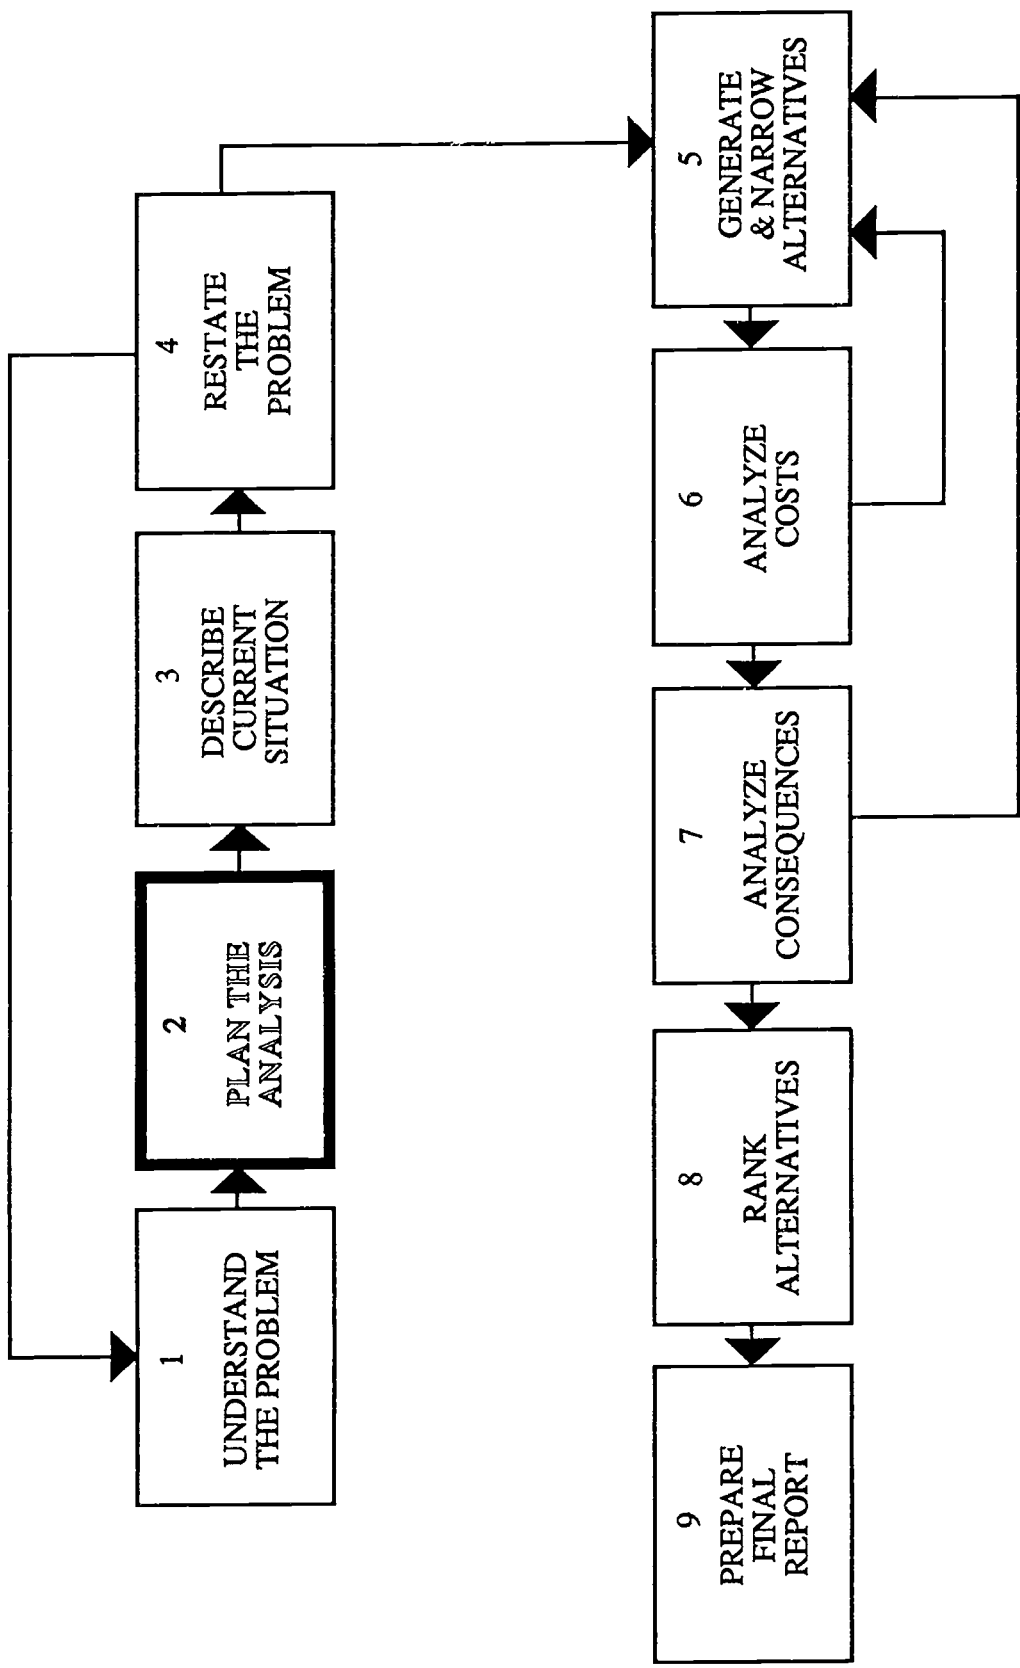 1
UNDERSTAND
THE PROBLEM
2
PLAN THE
ANALYSIS
3
DESCRIBE
CURRENT
SITUATION
4
RESTATE
THE
PROBLEM
5
GENERATE
& NARROW
ALTERNATIVES
6
ANALYZE
COSTS
7
ANALYZE
CONSEQUENCES
8
RANK
ALTERNATIVES
9
PREPARE
FINAL
REPORT